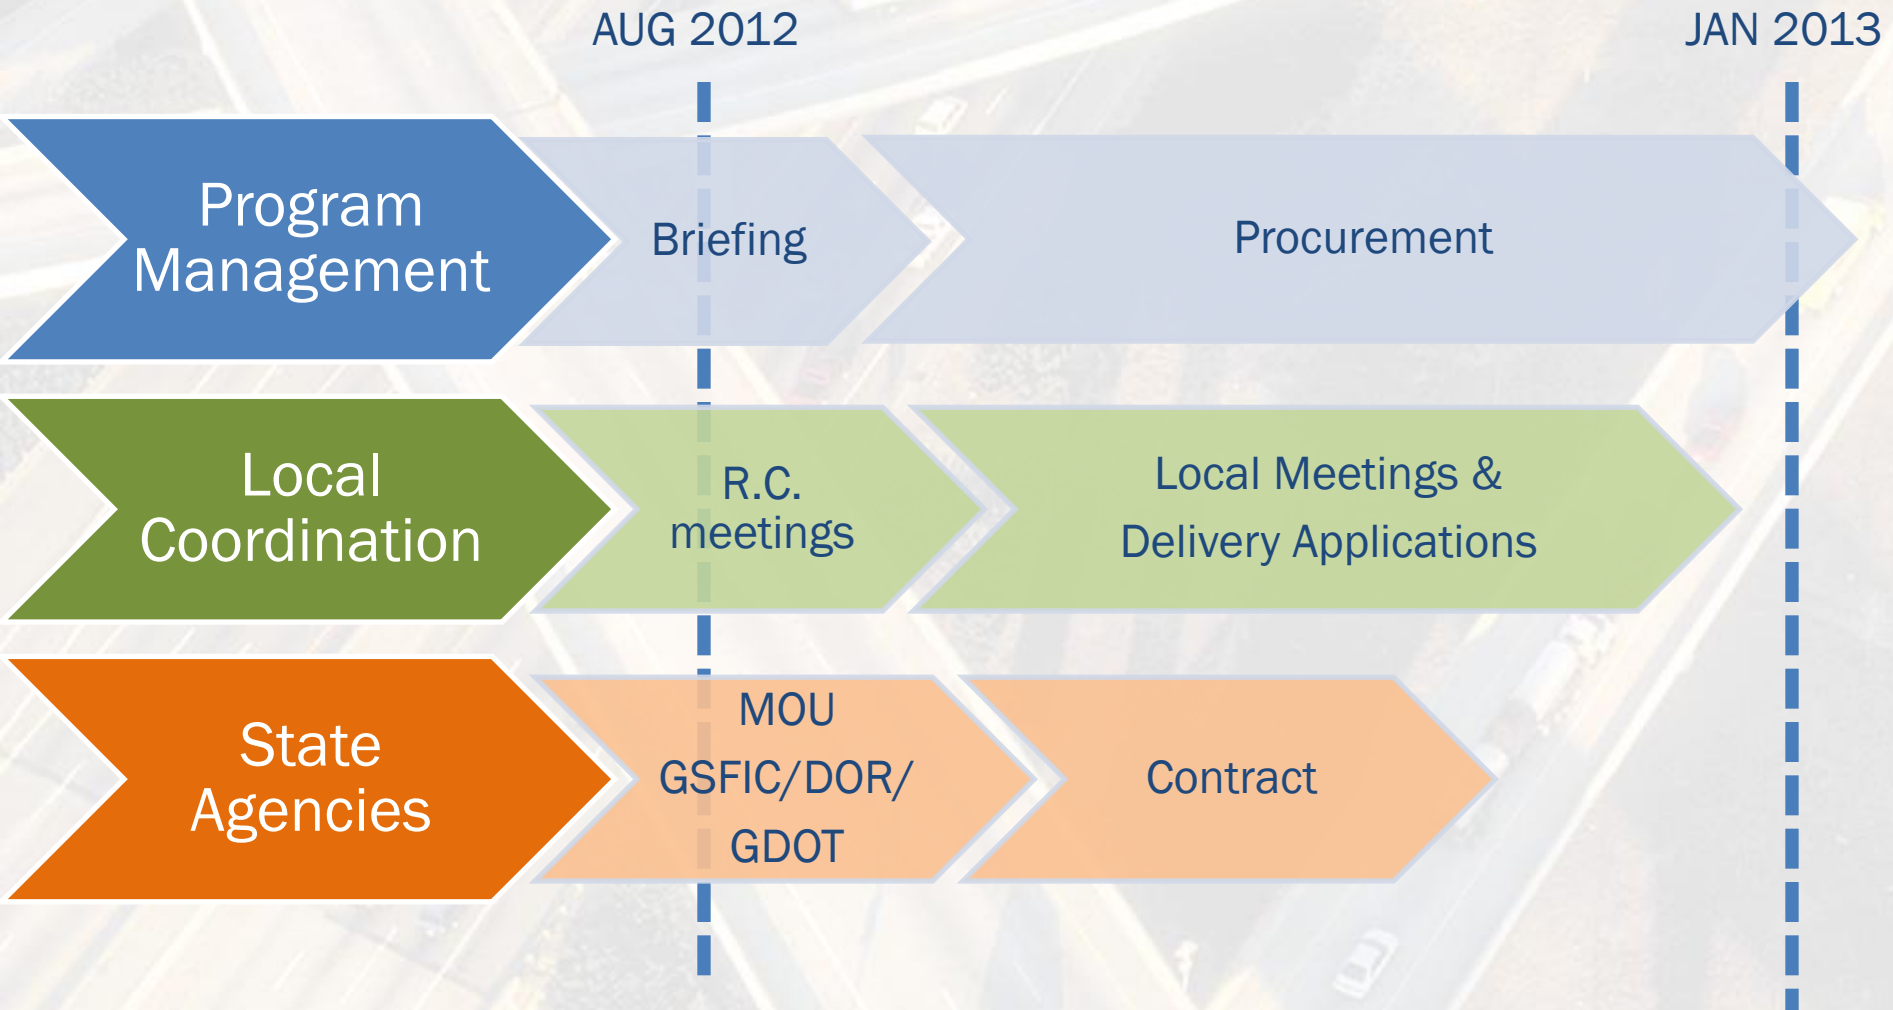 AUG 2012
JAN 2013
Program
Management
Briefing
Procurement
Local
Coordination
R.C.
meetings
Local Meetings &
Delivery Applications
State
Agencies
MOU
GSFIC/DOR/
GDOT
Contract